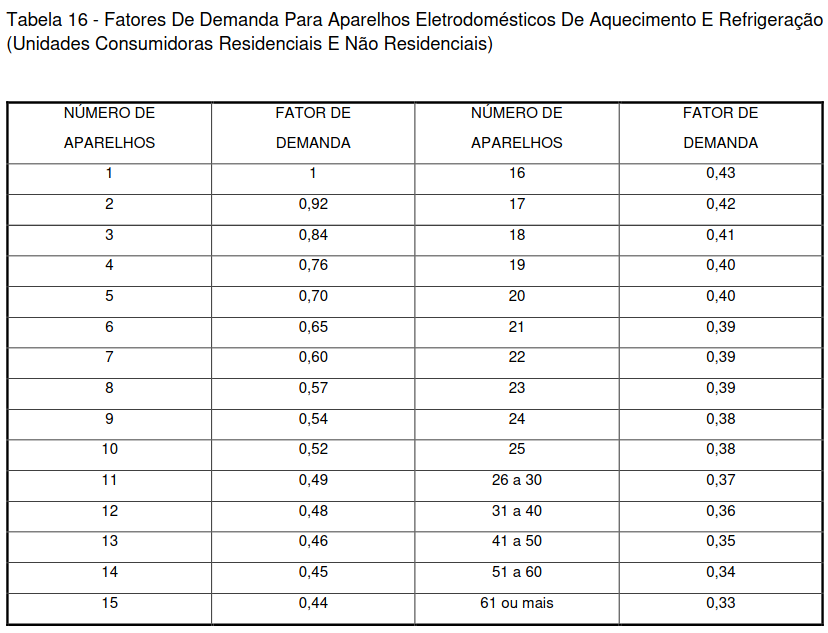 Tabela 16 - Fatores De Demanda Para Aparelhos Eletrodomésticos De Aquecimento E Refrigeração
(Unidades Consumidoras Residenciais E Não Residenciais)
NÚMERO DE FATOR DE NÚMERO DE FATOR DE
APARELHOS DEMANDA APARELHOS DEMANDA
1 1 16 0,43
2 0,92 17 0,42
3 0,84 18 0,41
4 0,76 19 0,40
5 0,70 20 0,40
6 0,65 21 0,39
7 0,60 22 0,39
8 0,57 23 0,39
9 0,54 24 0,38
10 0,52 25 0,38
11 0,49 26 a 30 0,37
12 0,48 31 a 40 0,36
13 0,46 41 a 50 0,35
14 0,45 51 a 60 0,34
15 0,44 61 ou mais 0,33